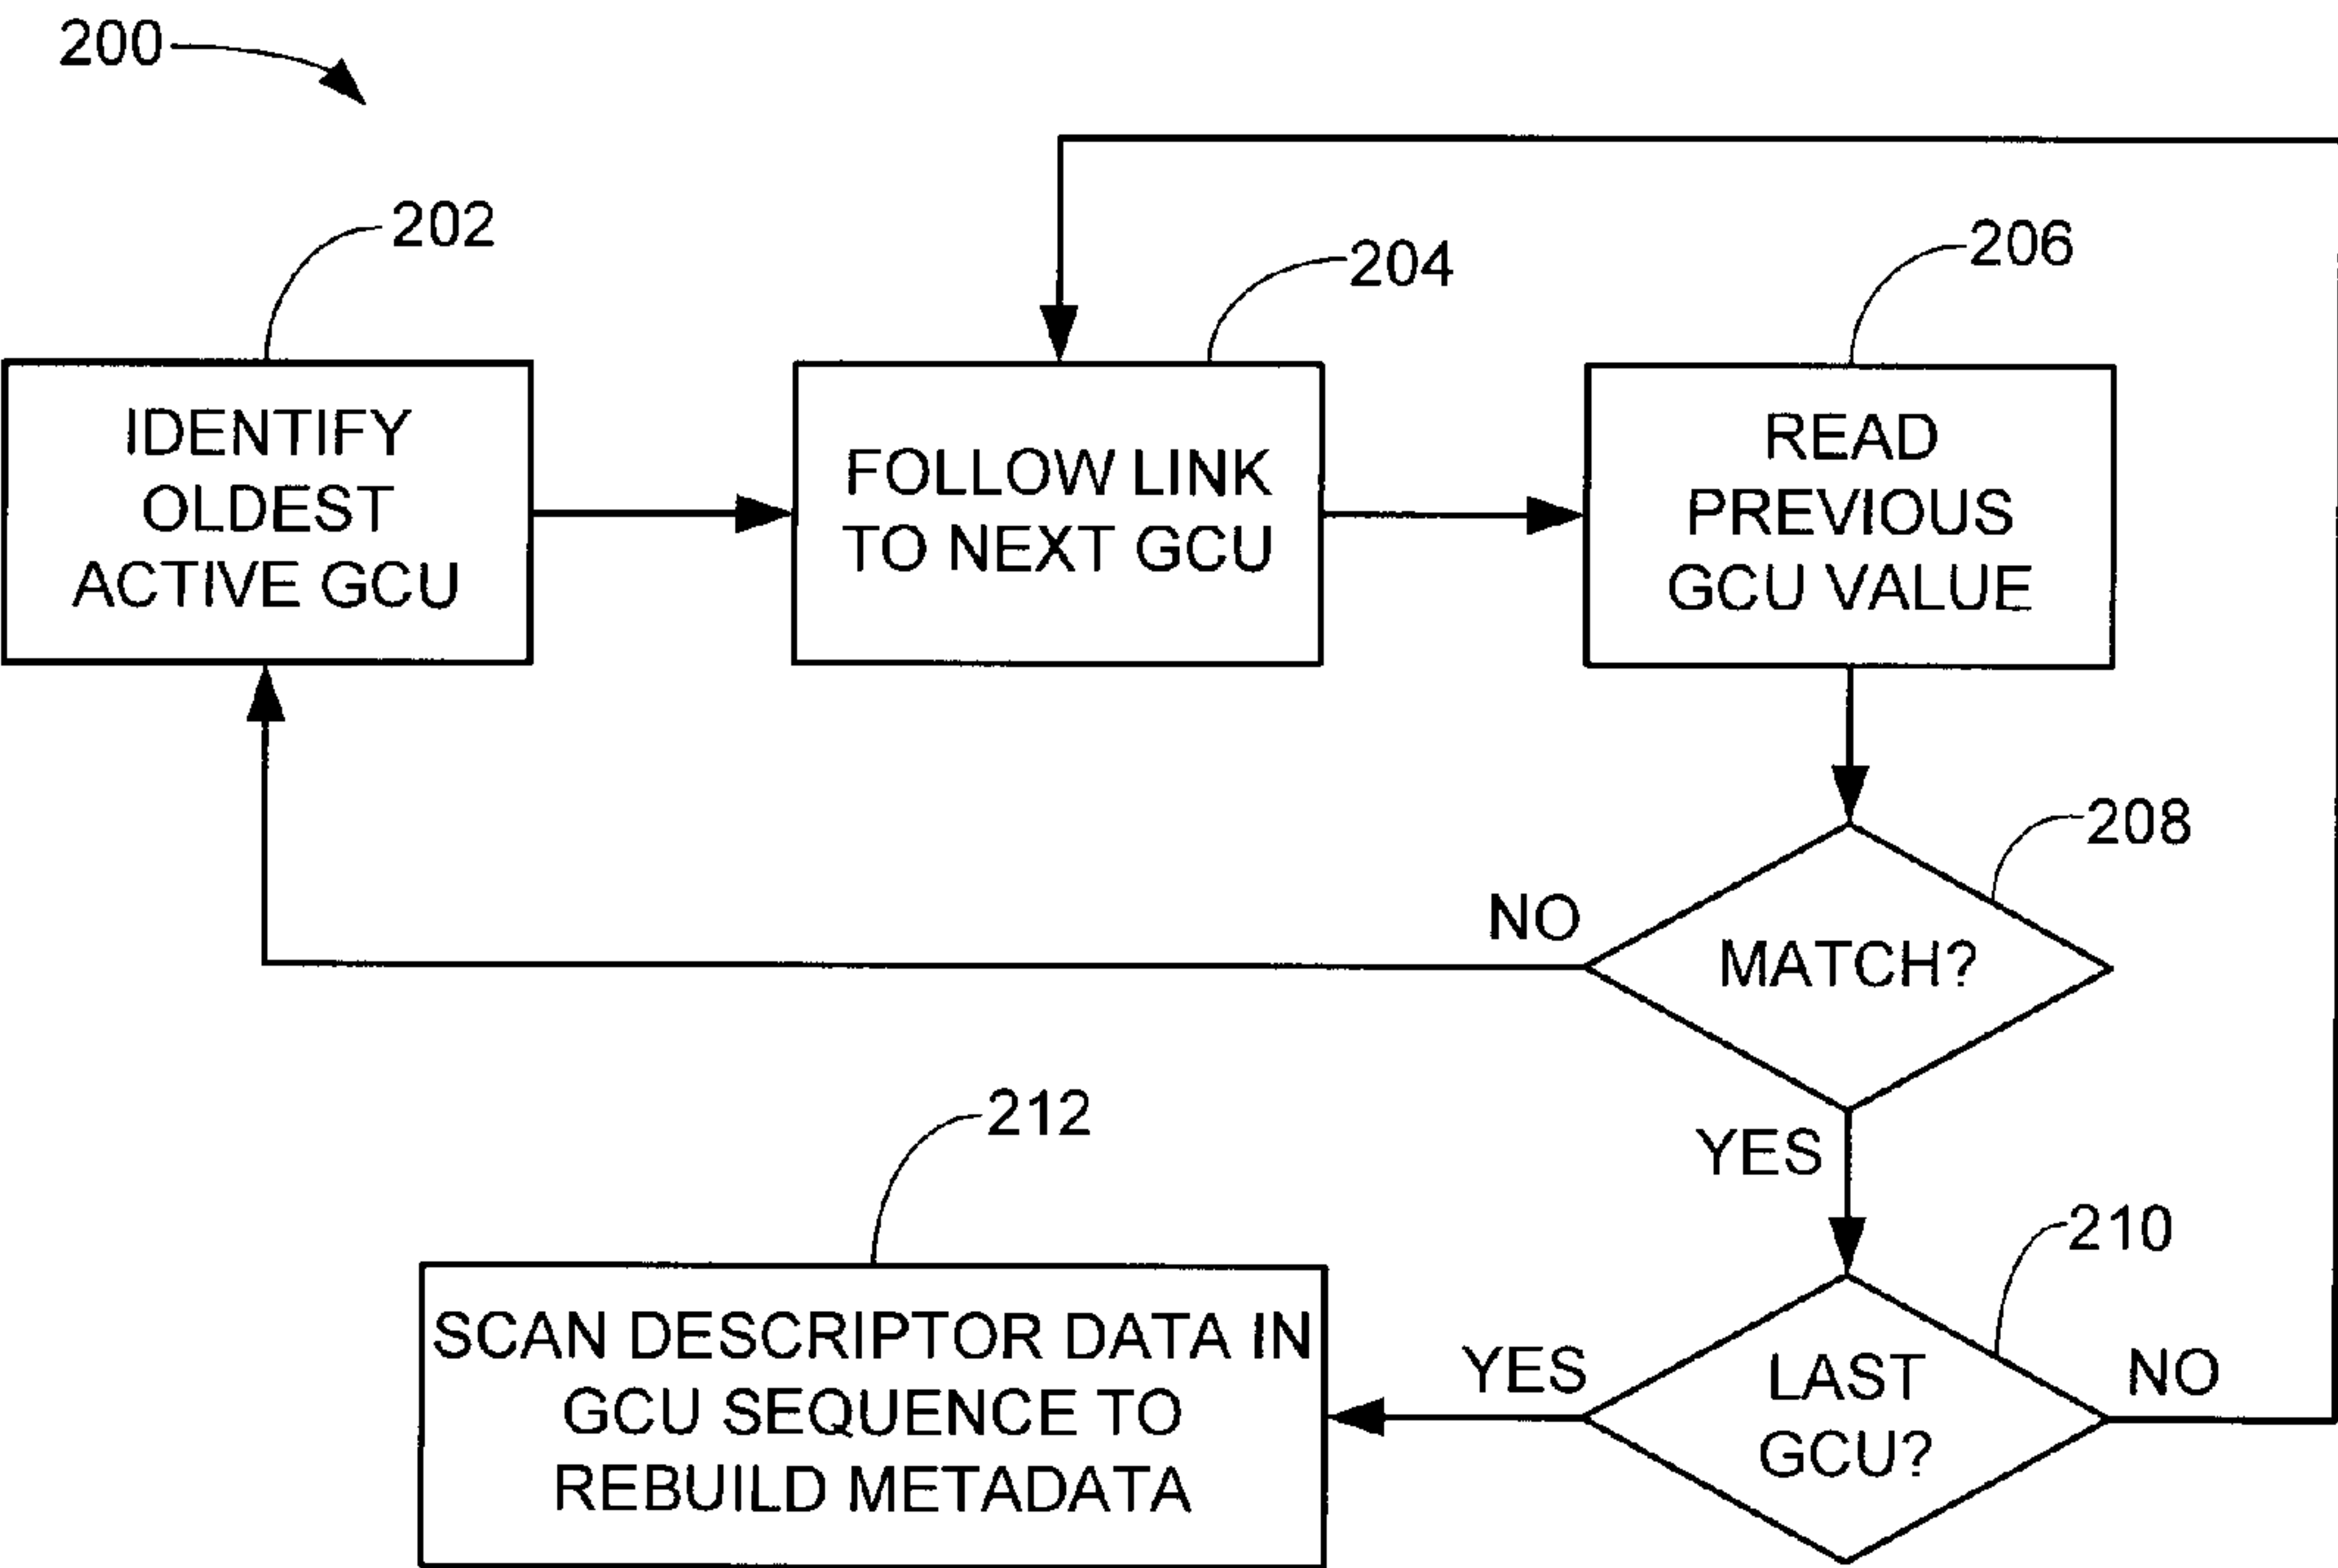 200
202
204
206
IDENTIFY
OLDEST
ACTIVE GCU
FOLLOW LINK
TO NEXT GCU
READ
PREVIOUS
GCU VALUE
208
NO
MATCH?
YES
212
210
SCAN DESCRIPTOR DATA IN
GCU SEQUENCE TO
REBUILD METADATA
YES
LAST
GCU?
NO